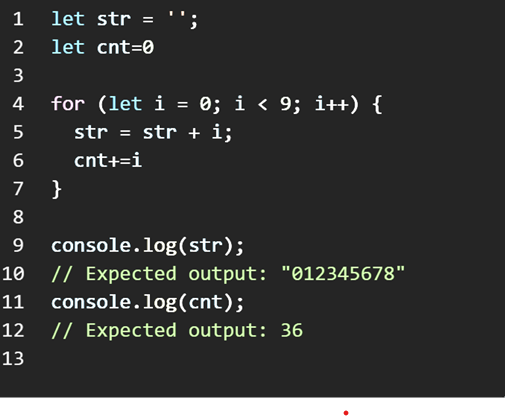 1 let str = '';
2 let cnt=0
3
4 for (let i = 0; i < 9; i++) {
5   str = str + i;
6   cnt+=i
7 }
8
9 console.log(str);
10 // Expected output: "012345678"
11 console.log(cnt);
12 // Expected output: 36
13